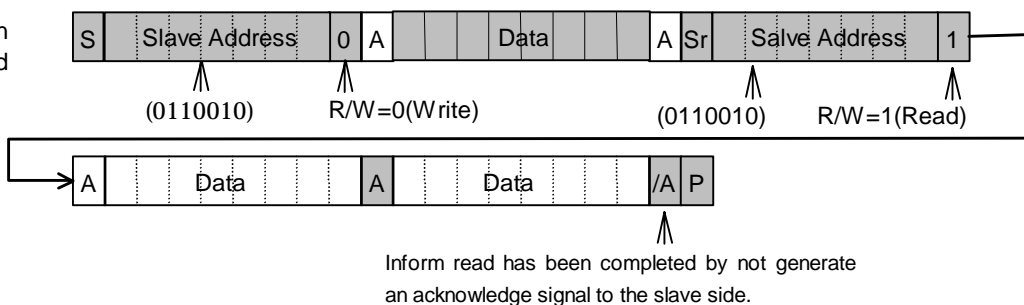 n
d
S Slave Address 0 A Data A Sr Salve Address 1
(0110010) R/W=0(Write) (0110010) R/W=1(Read)
A Data A Data /A P
Inform read has been completed by not generate
an acknowledge signal to the slave side.